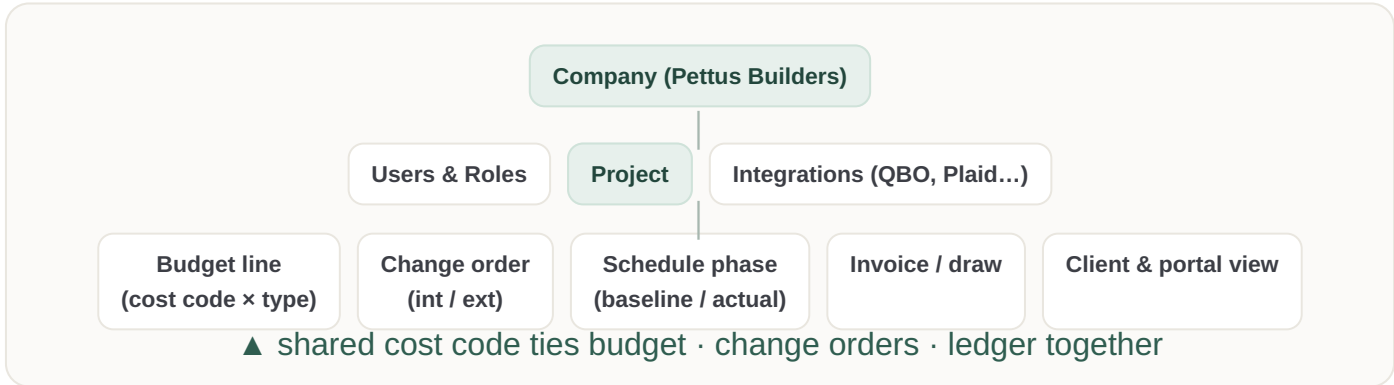 Company (Pettus Builders)
Users & Roles
Project
Integrations (QBO, Plaid…)
Budget line
(cost code × type)
Change order
(int / ext)
Schedule phase
(baseline / actual)
Invoice / draw
Client & portal view
▲ shared cost code ties budget · change orders · ledger together